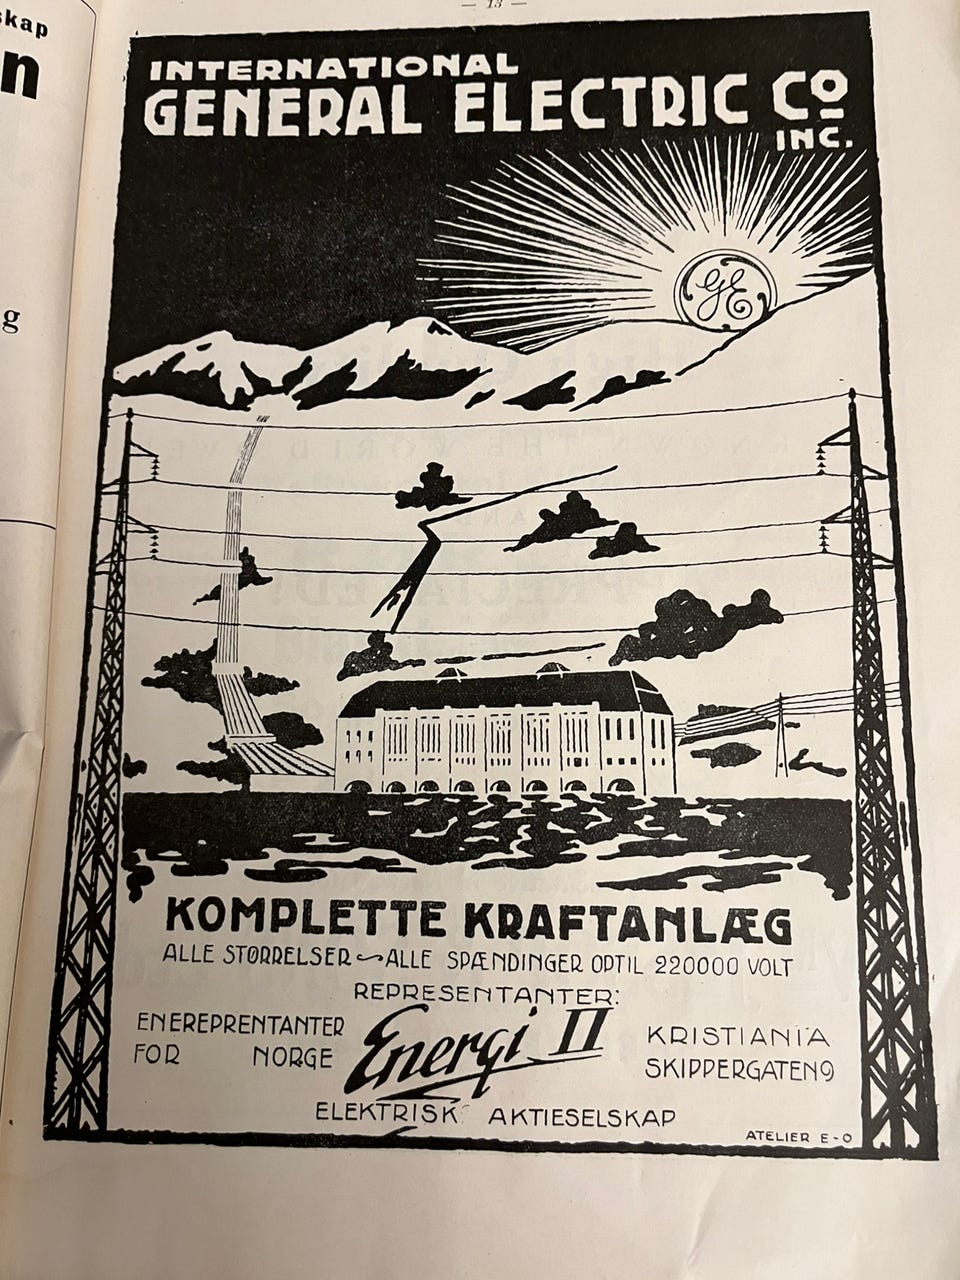 skap
n
g
— 13 —
INTERNATIONAL
GENERAL ELECTRIC Co
INC.
GE
KOMPLETTE KRAFTANLÆG
ALLE STØRRELSER ~ ALLE SPÆNDINGER OPTIL 220000 VOLT
REPRESENTANTER:
ENEREPRENTANTER
FOR NORGE
Energi II
KRISTIANIA
SKIPPERGATEN 9
ELEKTRISK AKTIESELSKAP
ATELIER E-O